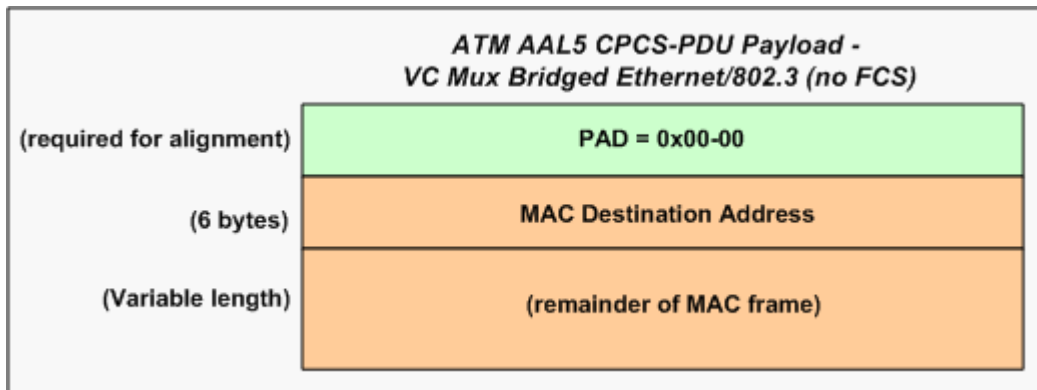 ATM AAL5 CPCS-PDU Payload -
VC Mux Bridged Ethernet/802.3 (no FCS)
(required for alignment) PAD = 0x00-00
(6 bytes) MAC Destination Address
(Variable length) (remainder of MAC frame)